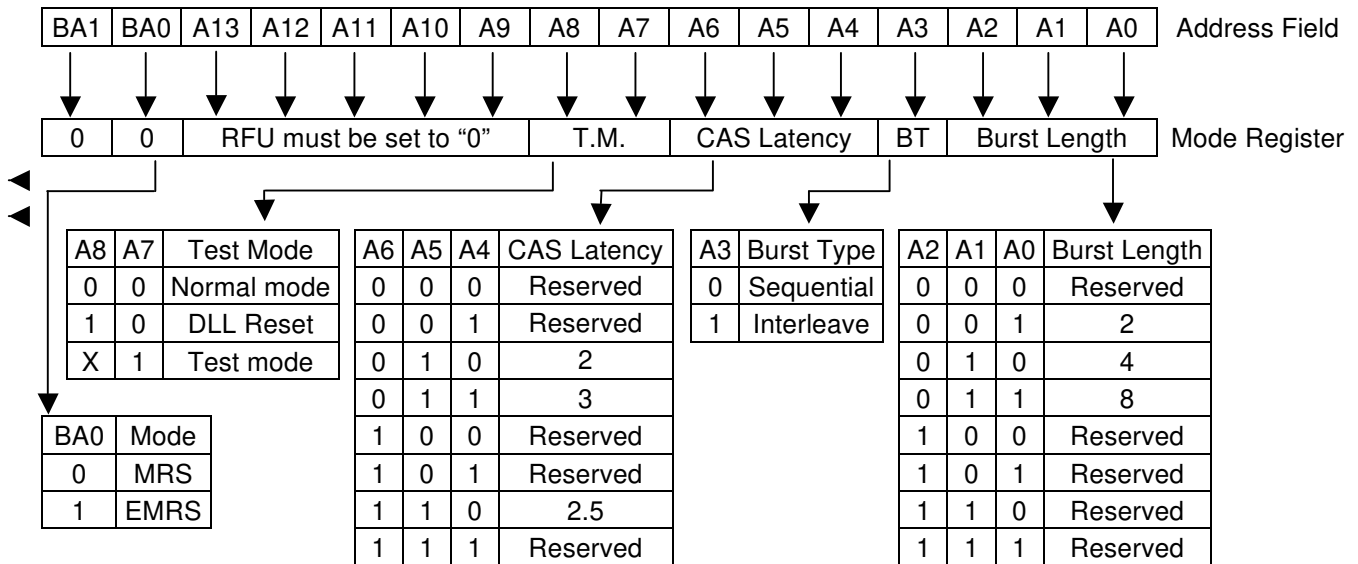 BA1 BA0 A13 A12 A11 A10 A9 A8 A7 A6 A5 A4 A3 A2 A1 A0 Address Field
0 0 RFU must be set to “0” T.M. CAS Latency BT Burst Length Mode Register
A8 A7 Test Mode
0 0 Normal mode
1 0 DLL Reset
X 1 Test mode
BA0 Mode
0 MRS
1 EMRS
A6 A5 A4 CAS Latency
0 0 0 Reserved
0 0 1 Reserved
0 1 0 2
0 1 1 3
1 0 0 Reserved
1 0 1 Reserved
1 1 0 2.5
1 1 1 Reserved
A3 Burst Type
0 Sequential
1 Interleave
A2 A1 A0 Burst Length
0 0 0 Reserved
0 0 1 2
0 1 0 4
0 1 1 8
1 0 0 Reserved
1 0 1 Reserved
1 1 0 Reserved
1 1 1 Reserved